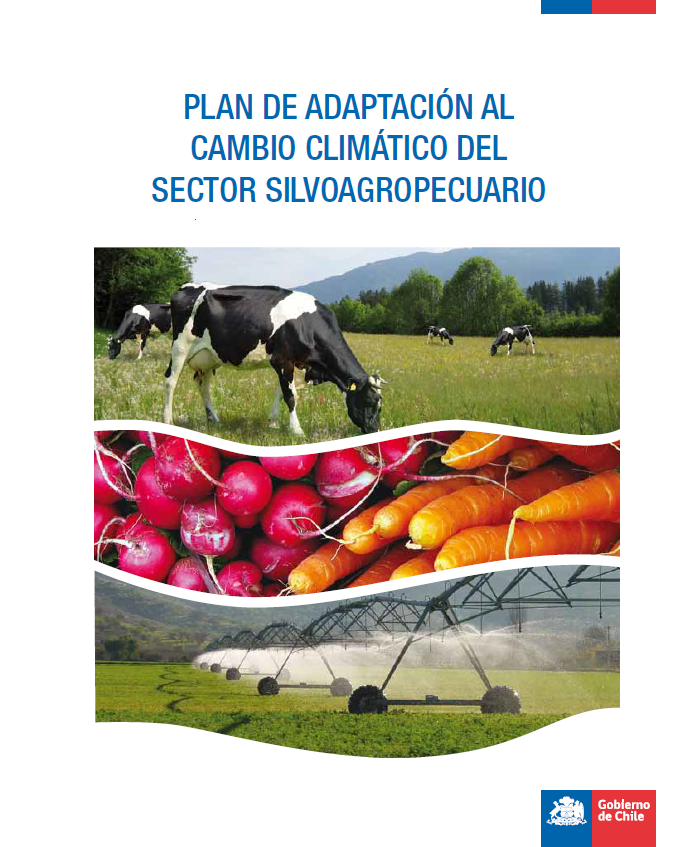 PLAN DE ADAPTACIÓN AL
CAMBIO CLIMÁTICO DEL
SECTOR SILVOAGROPECUARIO
Gobierno
de Chile